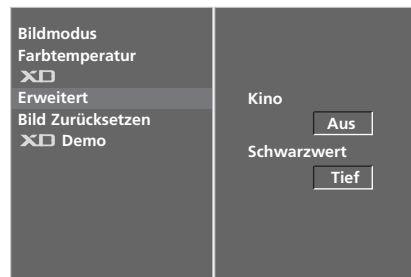 Bildmodus
Farbtemperatur
XD
Erweitert
Bild Zurücksetzen
XD Demo
Kino
Aus
Schwarzwert
Tief